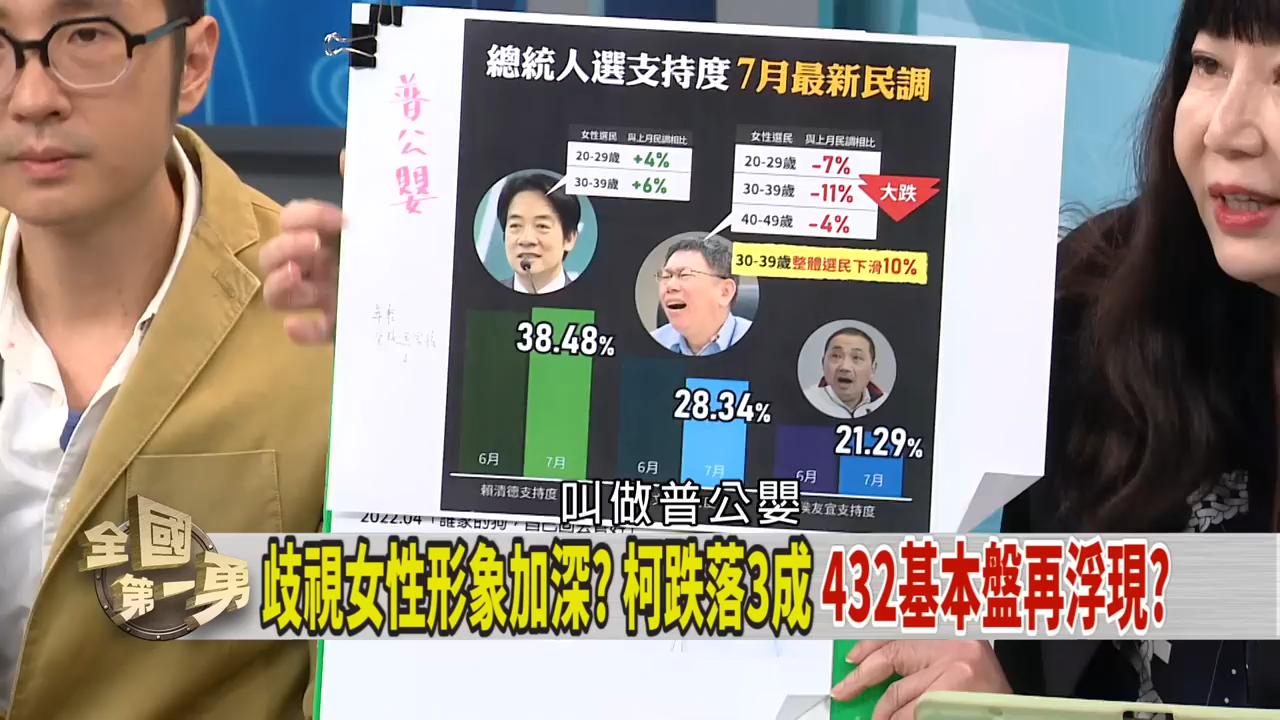 總統人選支持度 7月最新民調
普公嬰
女性選民 與上月民調相比
20-29歲 +4%
30-39歲 +6%
女性選民 與上月民調相比
20-29歲 -7%
30-39歲 -11%
40-49歲 -4%
大跌
30-39歲整體選民下滑10%
38.48%
28.34%
21.29%
6月
7月
6月
7月
6月
7月
賴清德支持度
侯友宜支持度
叫做普公嬰
全國第一勇
歧視女性形象加深? 柯跌落3成 432基本盤再浮現?